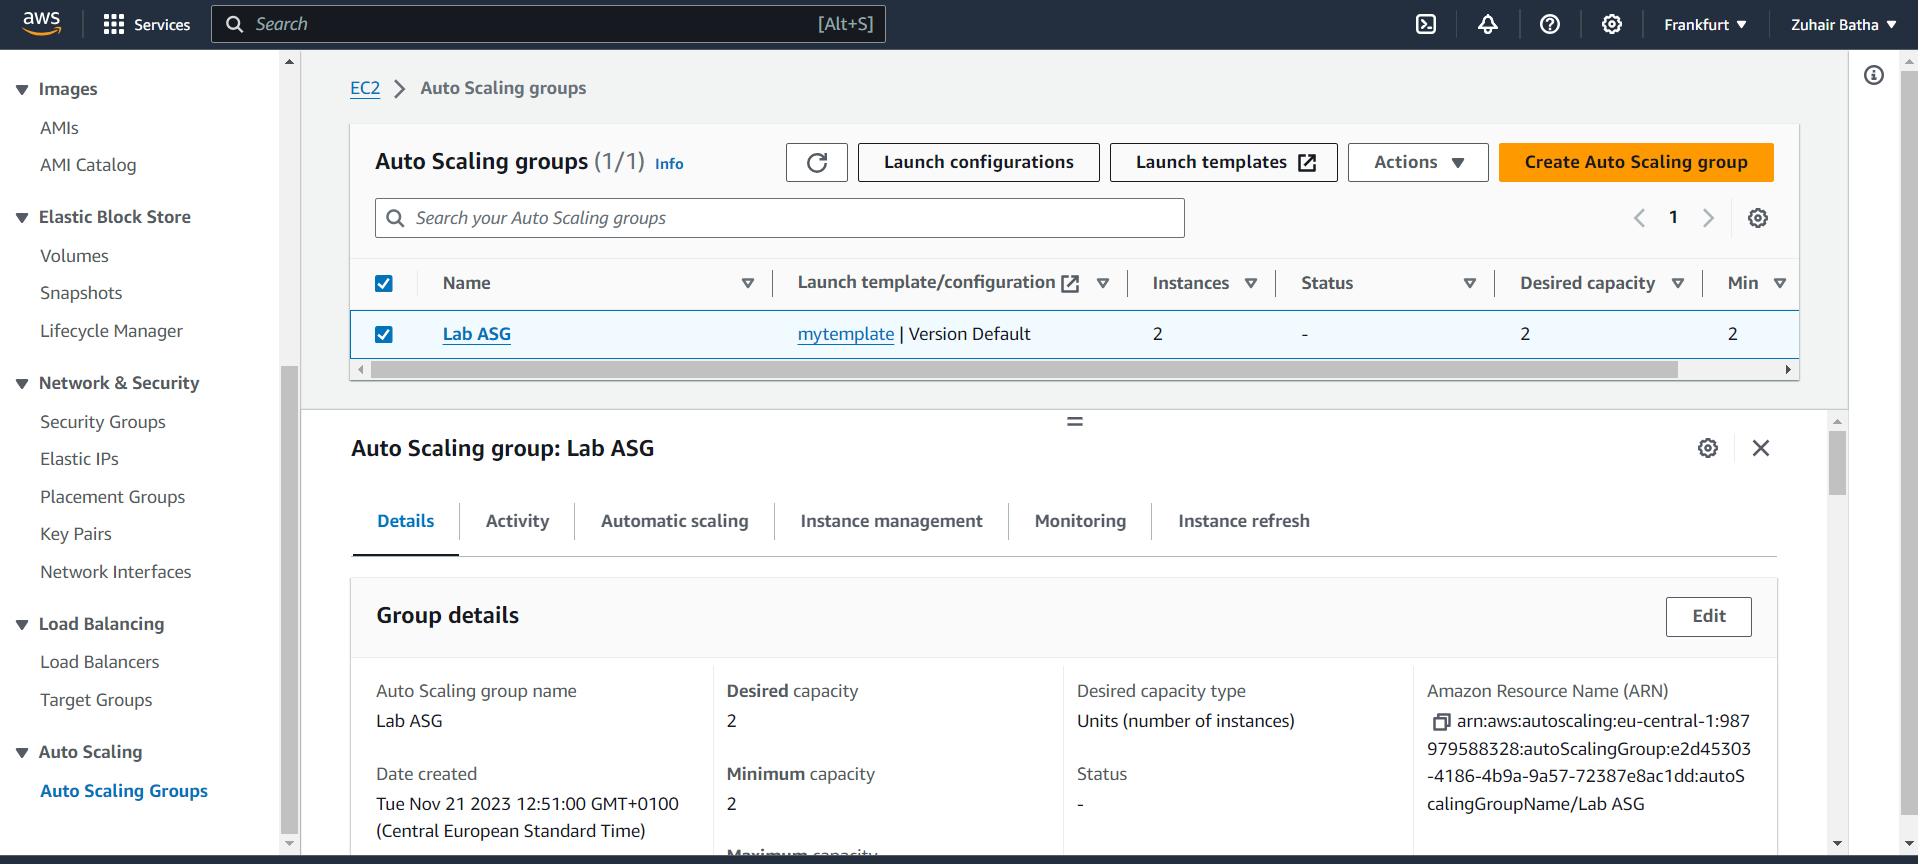 aws
Services
Search
[Alt+S]
Frankfurt
Zuhair Batha
Images
AMIs
AMI Catalog
Elastic Block Store
Volumes
Snapshots
Lifecycle Manager
Network & Security
Security Groups
Elastic IPs
Placement Groups
Key Pairs
Network Interfaces
Load Balancing
Load Balancers
Target Groups
Auto Scaling
Auto Scaling Groups
EC2 > Auto Scaling groups
Auto Scaling groups (1/1) Info
Launch configurations
Launch templates
Actions
Create Auto Scaling group
Search your Auto Scaling groups
1
Name
Launch template/configuration
Instances
Status
Desired capacity
Min
Lab ASG
mytemplate | Version Default
2
-
2
2
Auto Scaling group: Lab ASG
Details
Activity
Automatic scaling
Instance management
Monitoring
Instance refresh
Group details
Edit
Auto Scaling group name
Lab ASG
Date created
Tue Nov 21 2023 12:51:00 GMT+0100
(Central European Standard Time)
Desired capacity
2
Minimum capacity
2
Maximum capacity
Desired capacity type
Units (number of instances)
Status
-
Amazon Resource Name (ARN)
arn:aws:autoscaling:eu-central-1:987
979588328:autoScalingGroup:e2d45303
-4186-4b9a-9a57-72387e8ac1dd:autoS
calingGroupName/Lab ASG